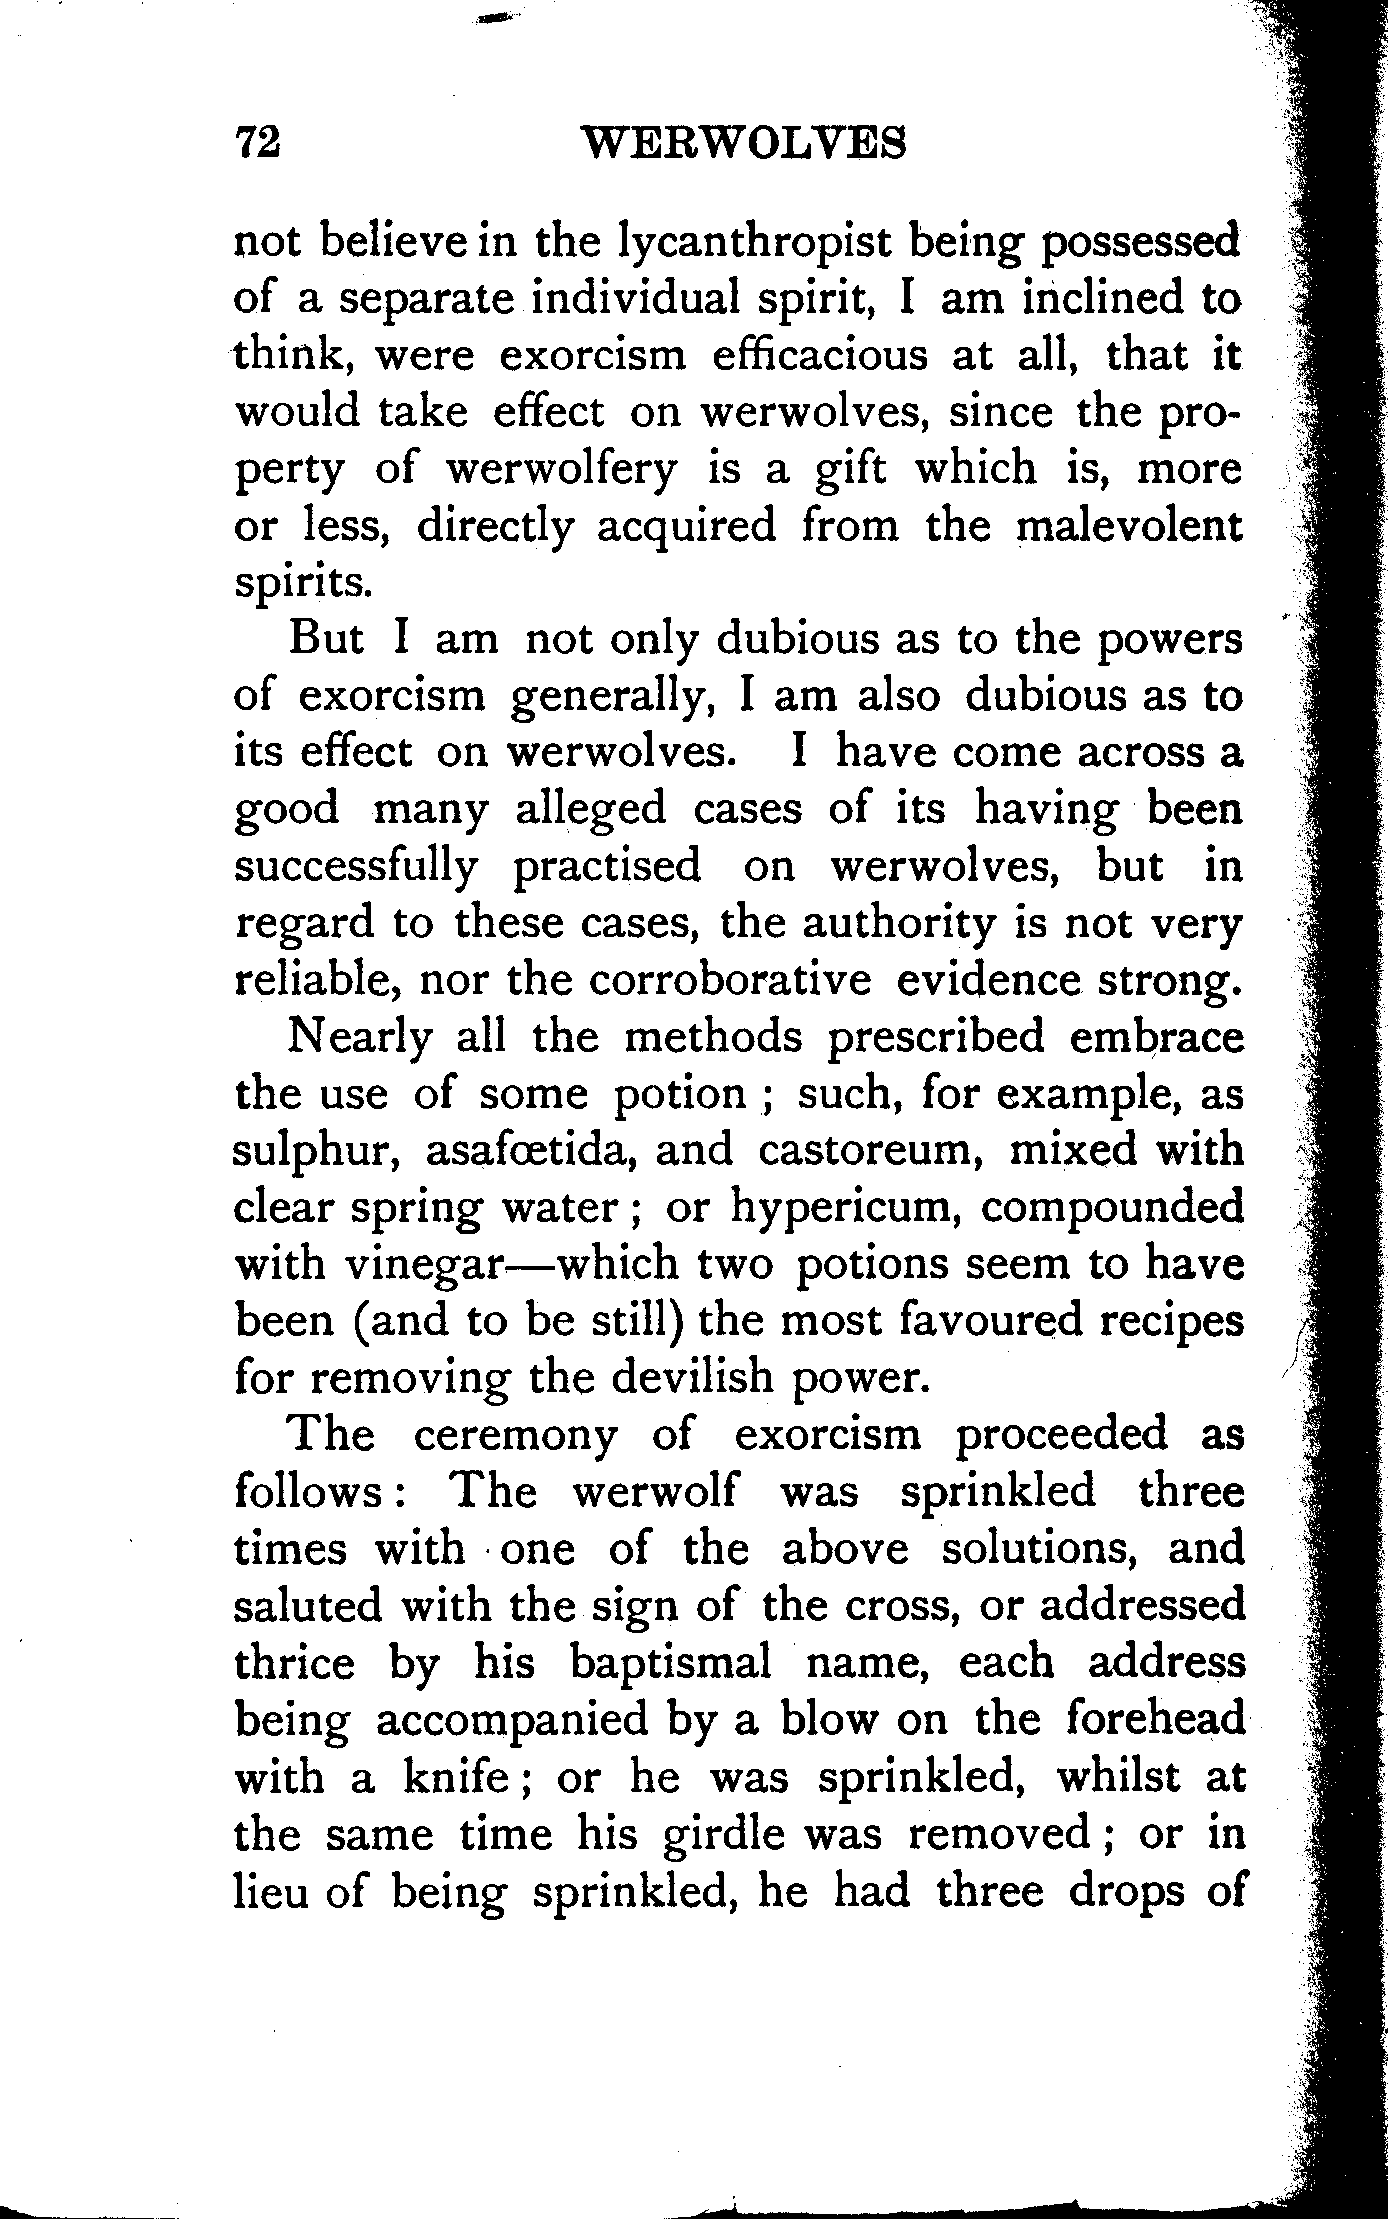 72 WERWOLVES
not believe in the lycanthropist being possessed
of a separate individual spirit, I am inclined to
think, were exorcism efficacious at all, that it
would take effect on werwolves, since the pro-
perty of werwolfery is a gift which is, more
or less, directly acquired from the malevolent
spirits.
But I am not only dubious as to the powers
of exorcism generally, I am also dubious as to
its effect on werwolves. I have come across a
good many alleged cases of its having been
successfully practised on werwolves, but in
regard to these cases, the authority is not very
reliable, nor the corroborative evidence strong.
Nearly all the methods prescribed embrace
the use of some potion ; such, for example, as
sulphur, asafœtida, and castoreum, mixed with
clear spring water ; or hypericum, compounded
with vinegar—which two potions seem to have
been (and to be still) the most favoured recipes
for removing the devilish power.
The ceremony of exorcism proceeded as
follows : The werwolf was sprinkled three
times with one of the above solutions, and
saluted with the sign of the cross, or addressed
thrice by his baptismal name, each address
being accompanied by a blow on the forehead
with a knife ; or he was sprinkled, whilst at
the same time his girdle was removed ; or in
lieu of being sprinkled, he had three drops of